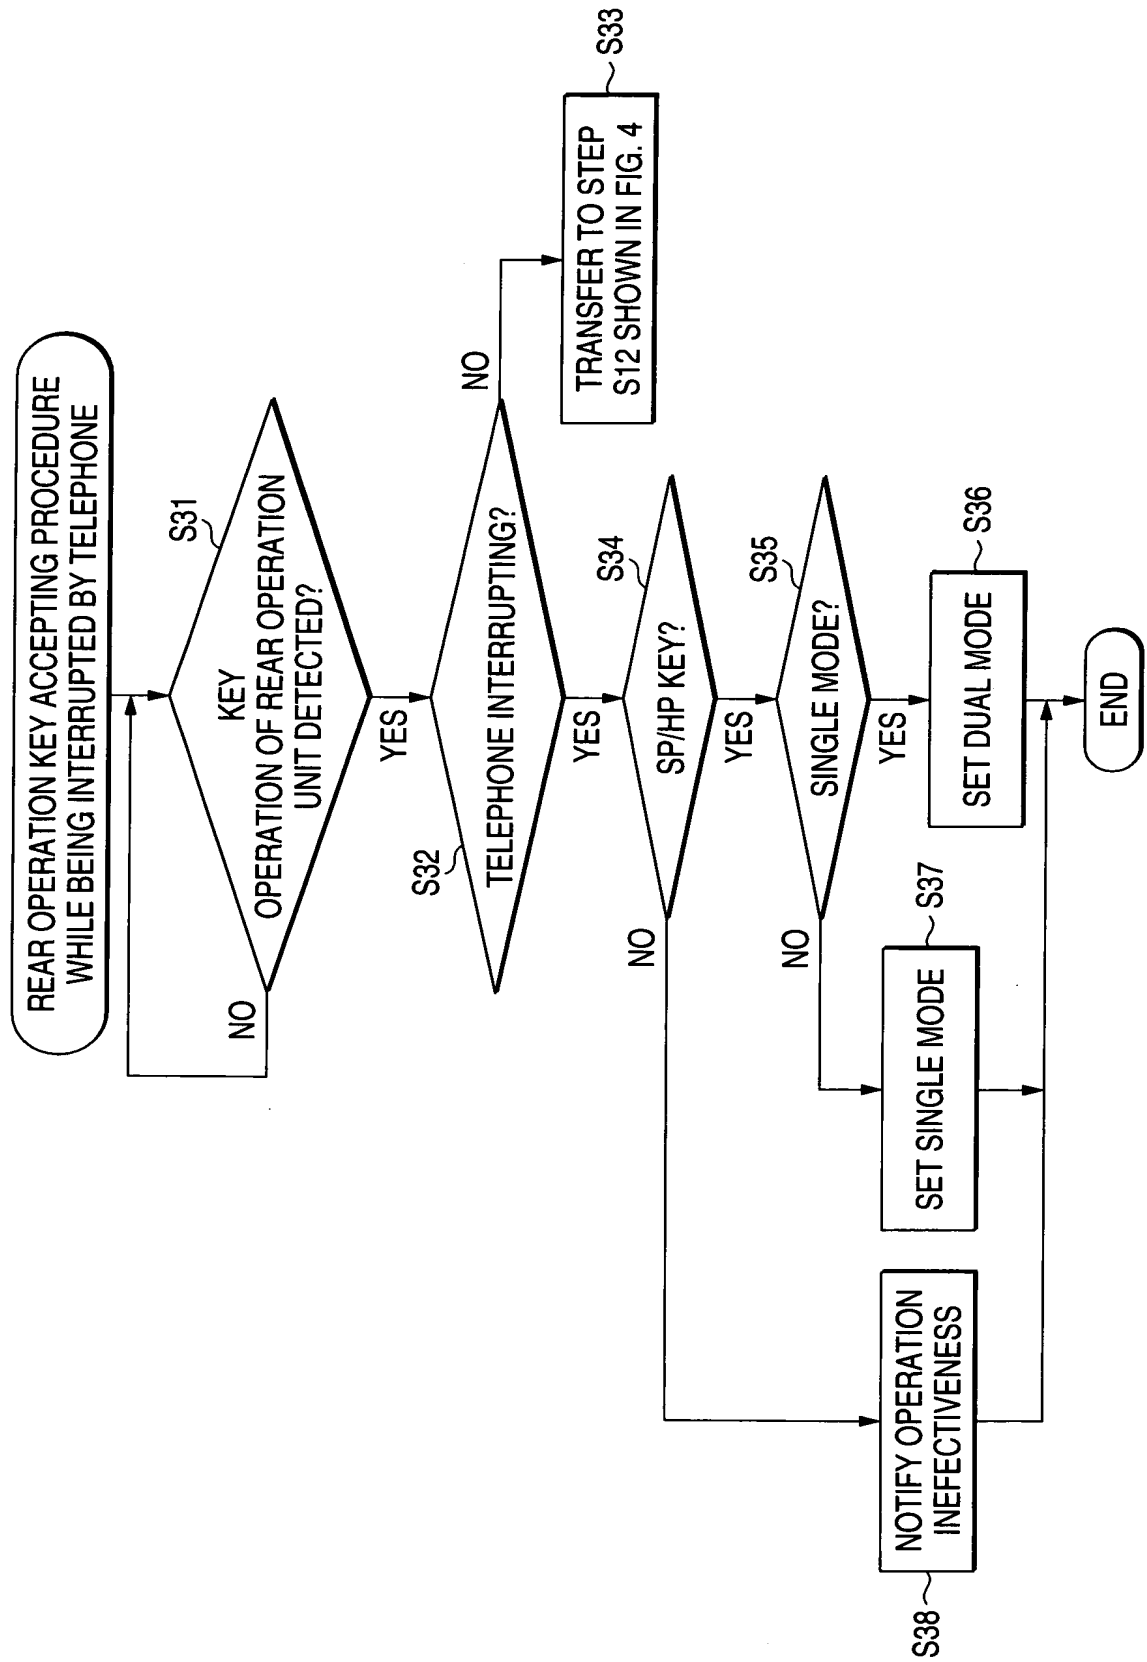 REAR OPERATION KEY ACCEPTING PROCEDURE
WHILE BEING INTERRUPTED BY TELEPHONE
S31
KEY
OPERATION OF REAR OPERATION
UNIT DETECTED?
NO
YES
S32
TELEPHONE INTERRUPTING?
NO
YES
S33
TRANSFER TO STEP
S12 SHOWN IN FIG. 4
S34
SP/HP KEY?
NO
YES
S35
SINGLE MODE?
NO
YES
S36
SET DUAL MODE
S37
SET SINGLE MODE
S38
NOTIFY OPERATION
INEFECTIVENESS
END